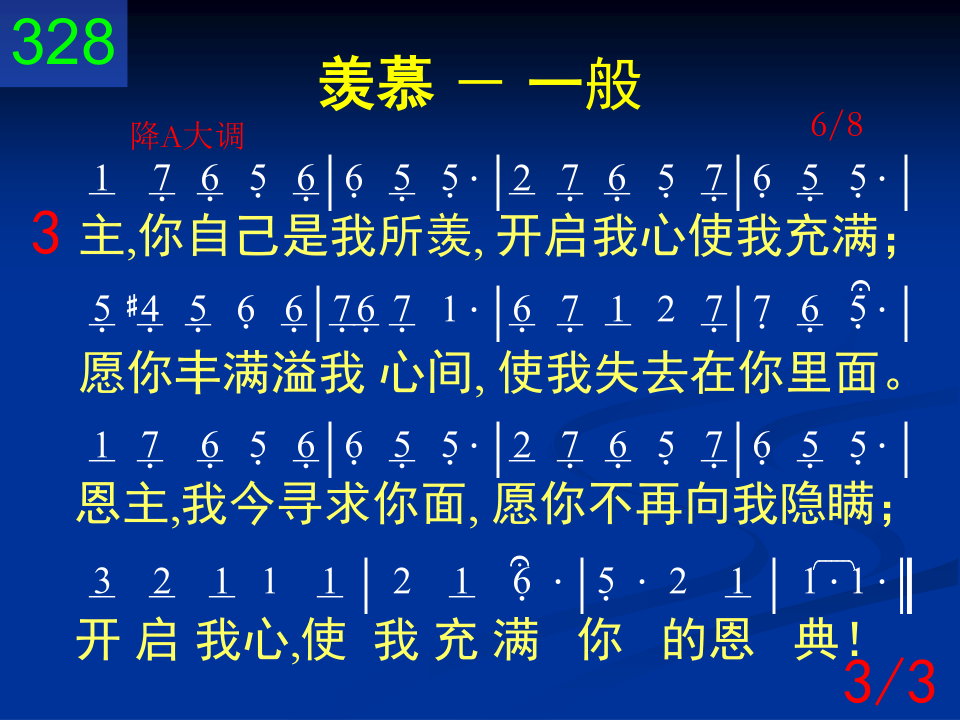 328
羡慕 － 一般
降A大调 6/8
1 7 6 5 6 | 6 5 5 · | 2 7 6 5 7 | 6 5 5 · |
3 主,你自己是我所羡, 开启我心使我充满；
5 #4 5 6 6 | 7 6 7 1 · | 6 7 1 2 7 | 7 6 5 · |
愿你丰满溢我 心间, 使我失去在你里面。
1 7 6 5 6 | 6 5 5 · | 2 7 6 5 7 | 6 5 5 · |
恩主,我今寻求你面, 愿你不再向我隐瞒；
3 2 1 1 1 | 2 1 6 · | 5 · 2 1 | 1 · 1 · ‖
开 启 我心,使 我 充 满 你 的恩 典！
3/3